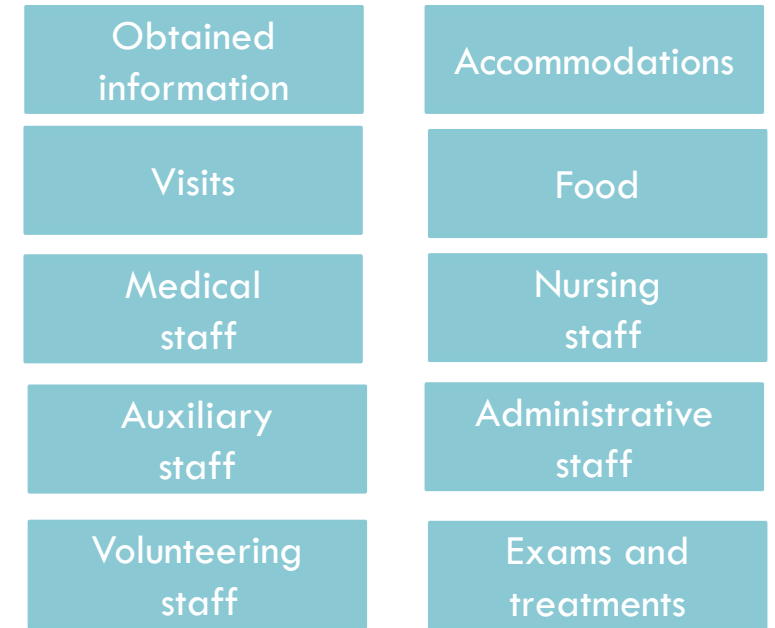 Obtained
information
Accommodations
Visits
Food
Medical
staff
Nursing
staff
Auxiliary
staff
Administrative
staff
Volunteering
staff
Exams and
treatments